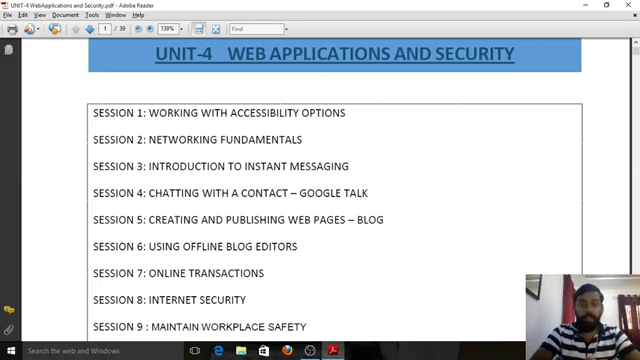 UNIT-4 WebApplications and Security.pdf - Adobe Reader
File Edit View Document Tools Window Help
1 / 39 139% Find
UNIT-4 WEB APPLICATIONS AND SECURITY
SESSION 1: WORKING WITH ACCESSIBILITY OPTIONS
SESSION 2: NETWORKING FUNDAMENTALS
SESSION 3: INTRODUCTION TO INSTANT MESSAGING
SESSION 4: CHATTING WITH A CONTACT – GOOGLE TALK
SESSION 5: CREATING AND PUBLISHING WEB PAGES – BLOG
SESSION 6: USING OFFLINE BLOG EDITORS
SESSION 7: ONLINE TRANSACTIONS
SESSION 8: INTERNET SECURITY
SESSION 9 : MAINTAIN WORKPLACE SAFETY
Search the web and Windows